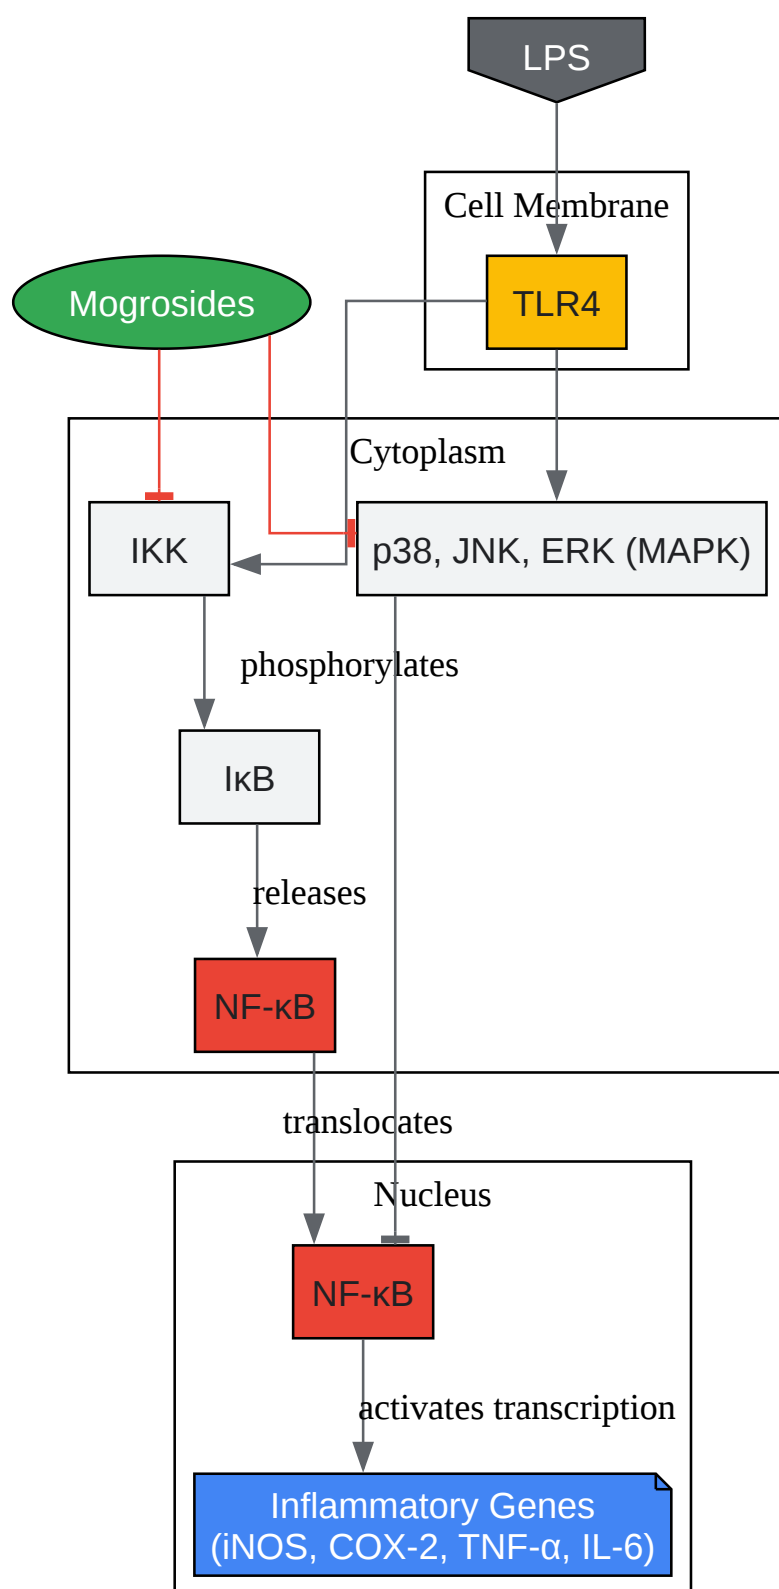 LPS
Cell Membrane
TLR4
Mogrosides
Cytoplasm
IKK
p38, JNK, ERK (MAPK)
phosphorylates
IκB
releases
NF-κB
translocates
Nucleus
NF-κB
activates transcription
Inflammatory Genes
(iNOS, COX-2, TNF-α, IL-6)